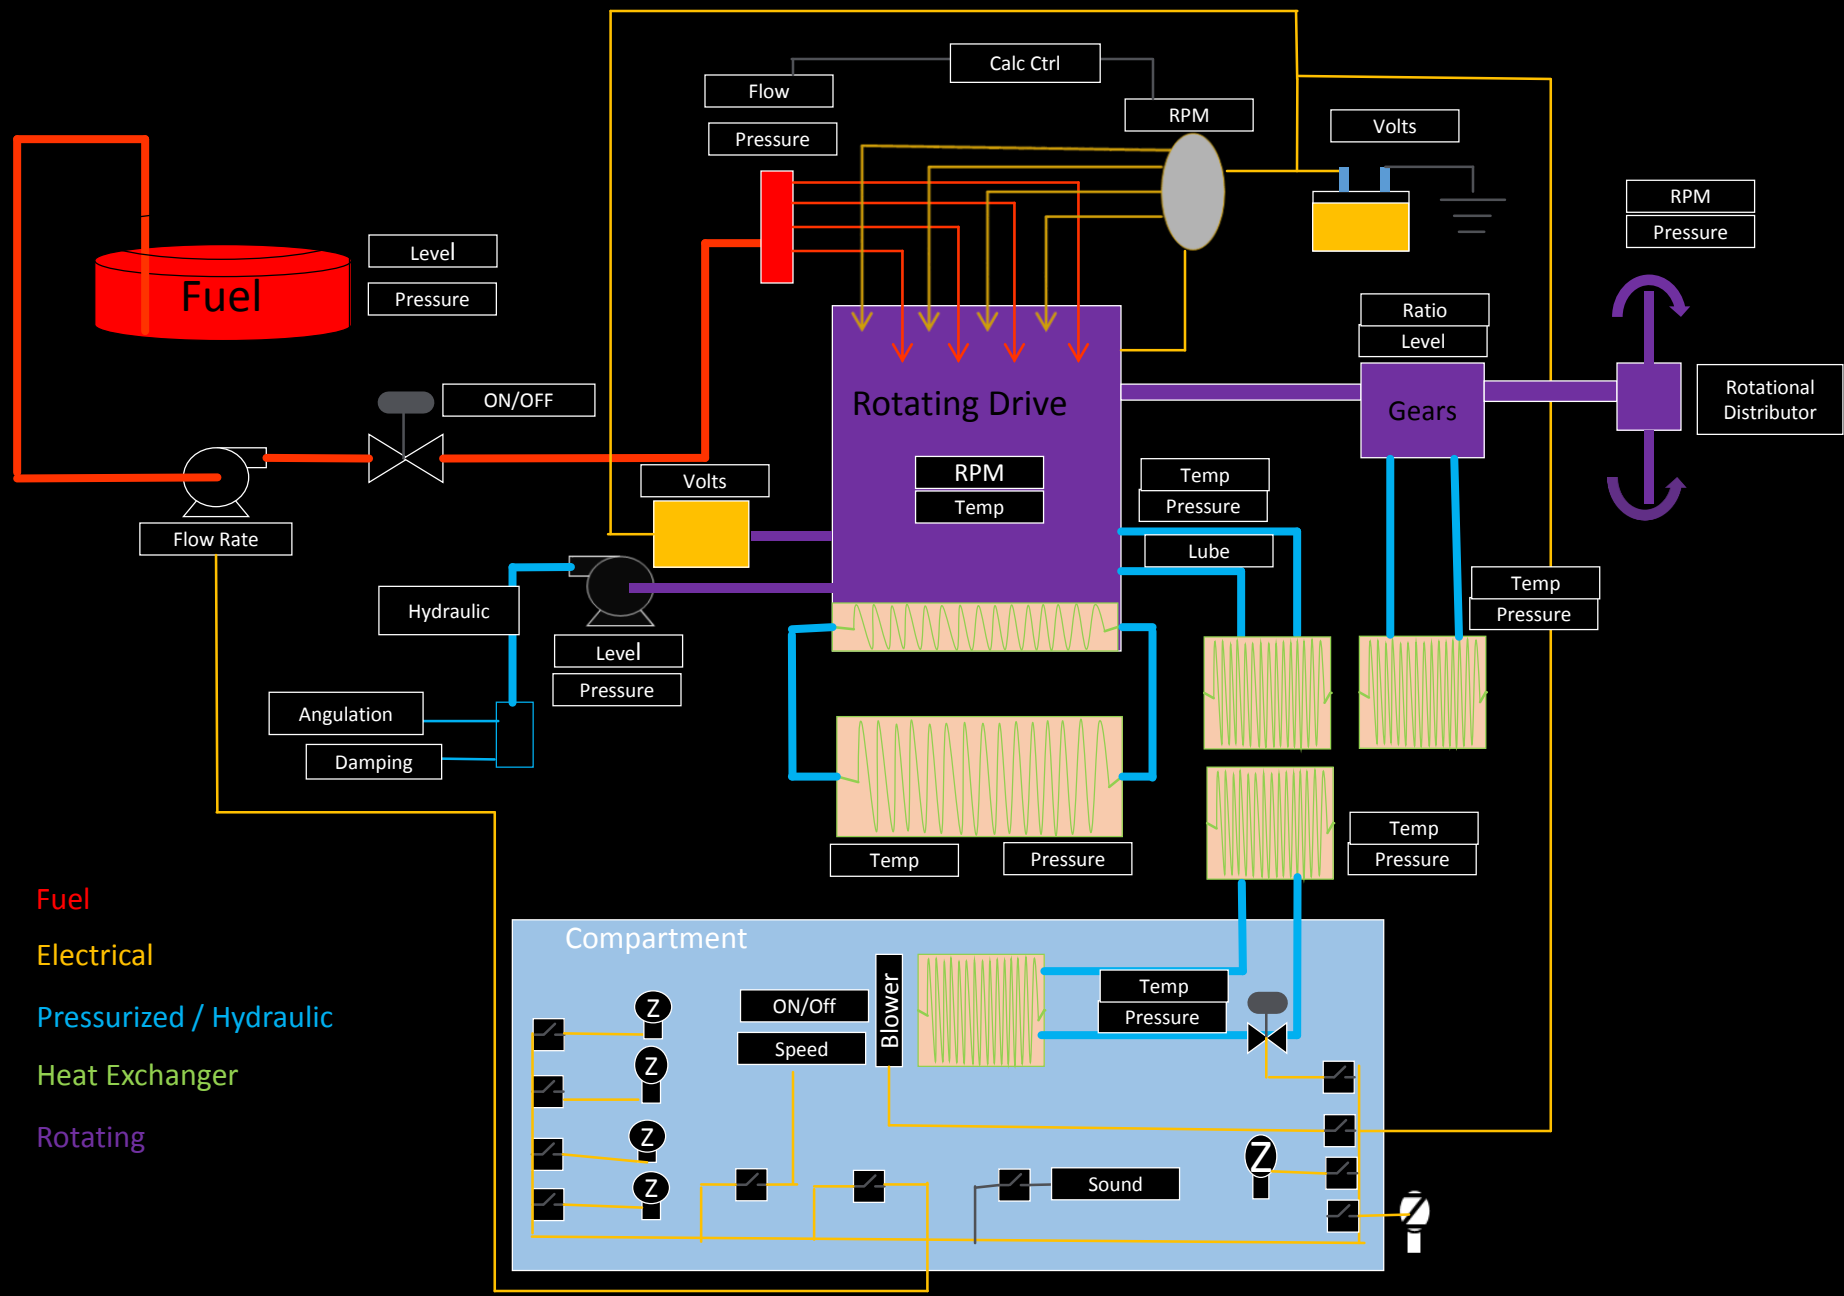 Calc Ctrl
Flow
RPM
Pressure
Volts
RPM
Pressure
Level
Pressure
Fuel
Ratio
Level
ON/OFF
Rotating Drive
Gears
Rotational
Distributor
Volts
RPM
Temp
Temp
Pressure
Lube
Flow Rate
Hydraulic
Temp
Pressure
Level
Pressure
Angulation
Damping
Temp
Pressure
Temp
Pressure
Fuel
Electrical
Pressurized / Hydraulic
Heat Exchanger
Rotating
Compartment
Z
ON/Off
Blower
Temp
Pressure
Speed
Z
Z
Z
Z
Sound
Z